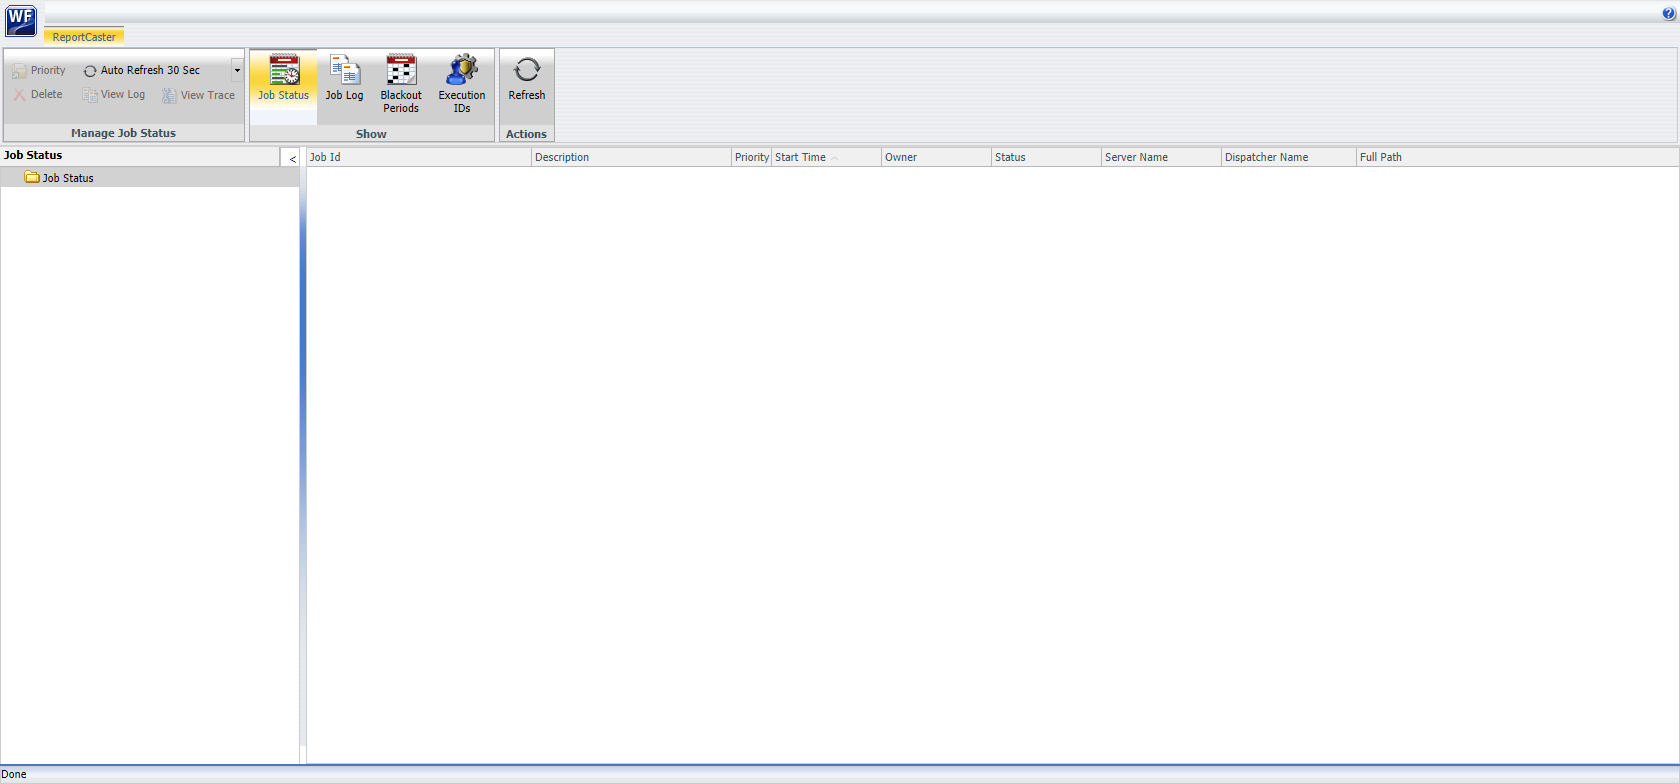 WF
ReportCaster
Priority Auto Refresh 30 Sec
Delete View Log View Trace
Manage Job Status
Job Status Job Log Blackout Periods Execution IDs
Show
Refresh
Actions
Job Status
<
Job Status
Job Id Description Priority Start Time Owner Status Server Name Dispatcher Name Full Path
Done